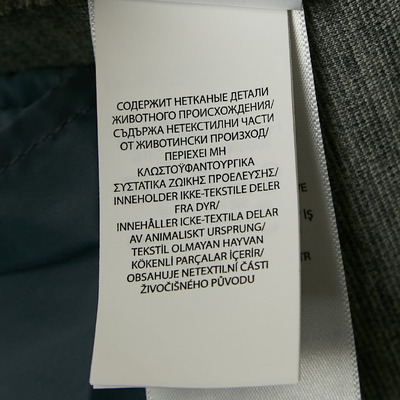 СОДЕРЖИТ НЕТКАНЫЕ ДЕТАЛИ
ЖИВОТНОГО ПРОИСХОЖДЕНИЯ/
СЪДЪРЖА НЕТЕКСТИЛНИ ЧАСТИ
ОТ ЖИВОТИНСКИ ПРОИЗХОД/
ΠΕΡΙΕΧΕΙ ΜΗ
ΚΛΩΣΤΟΫΦΑΝΤΟΥΡΓΙΚΑ
ΣΥΣΤΑΤΙΚΑ ΖΩΙΚΗΣ ΠΡΟΕΛΕΥΣΗΣ/
INNEHOLDER IKKE-TEKSTILE DELER
FRA DYR/
INNEHÅLLER ICKE-TEXTILA DELAR
AV ANIMALISKT URSPRUNG/
TEKSTİL OLMAYAN HAYVAN
KÖKENLİ PARÇALAR İÇERİR/
OBSAHUJE NETEXTILNÍ ČÁSTI
ŽIVOČIŠNÉHO PŮVODU